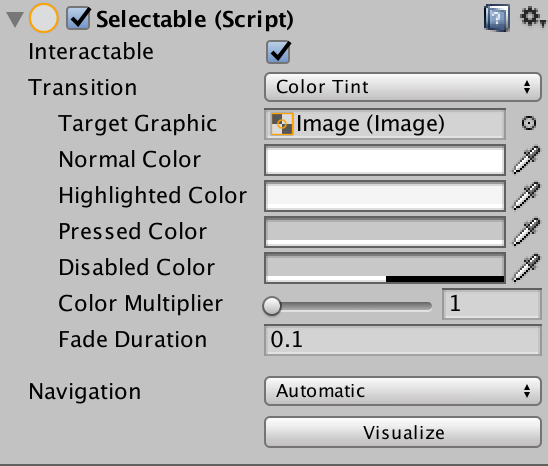 Selectable (Script)
Interactable
Transition Color Tint
Target Graphic Image (Image)
Normal Color
Highlighted Color
Pressed Color
Disabled Color
Color Multiplier 1
Fade Duration 0.1
Navigation Automatic
Visualize